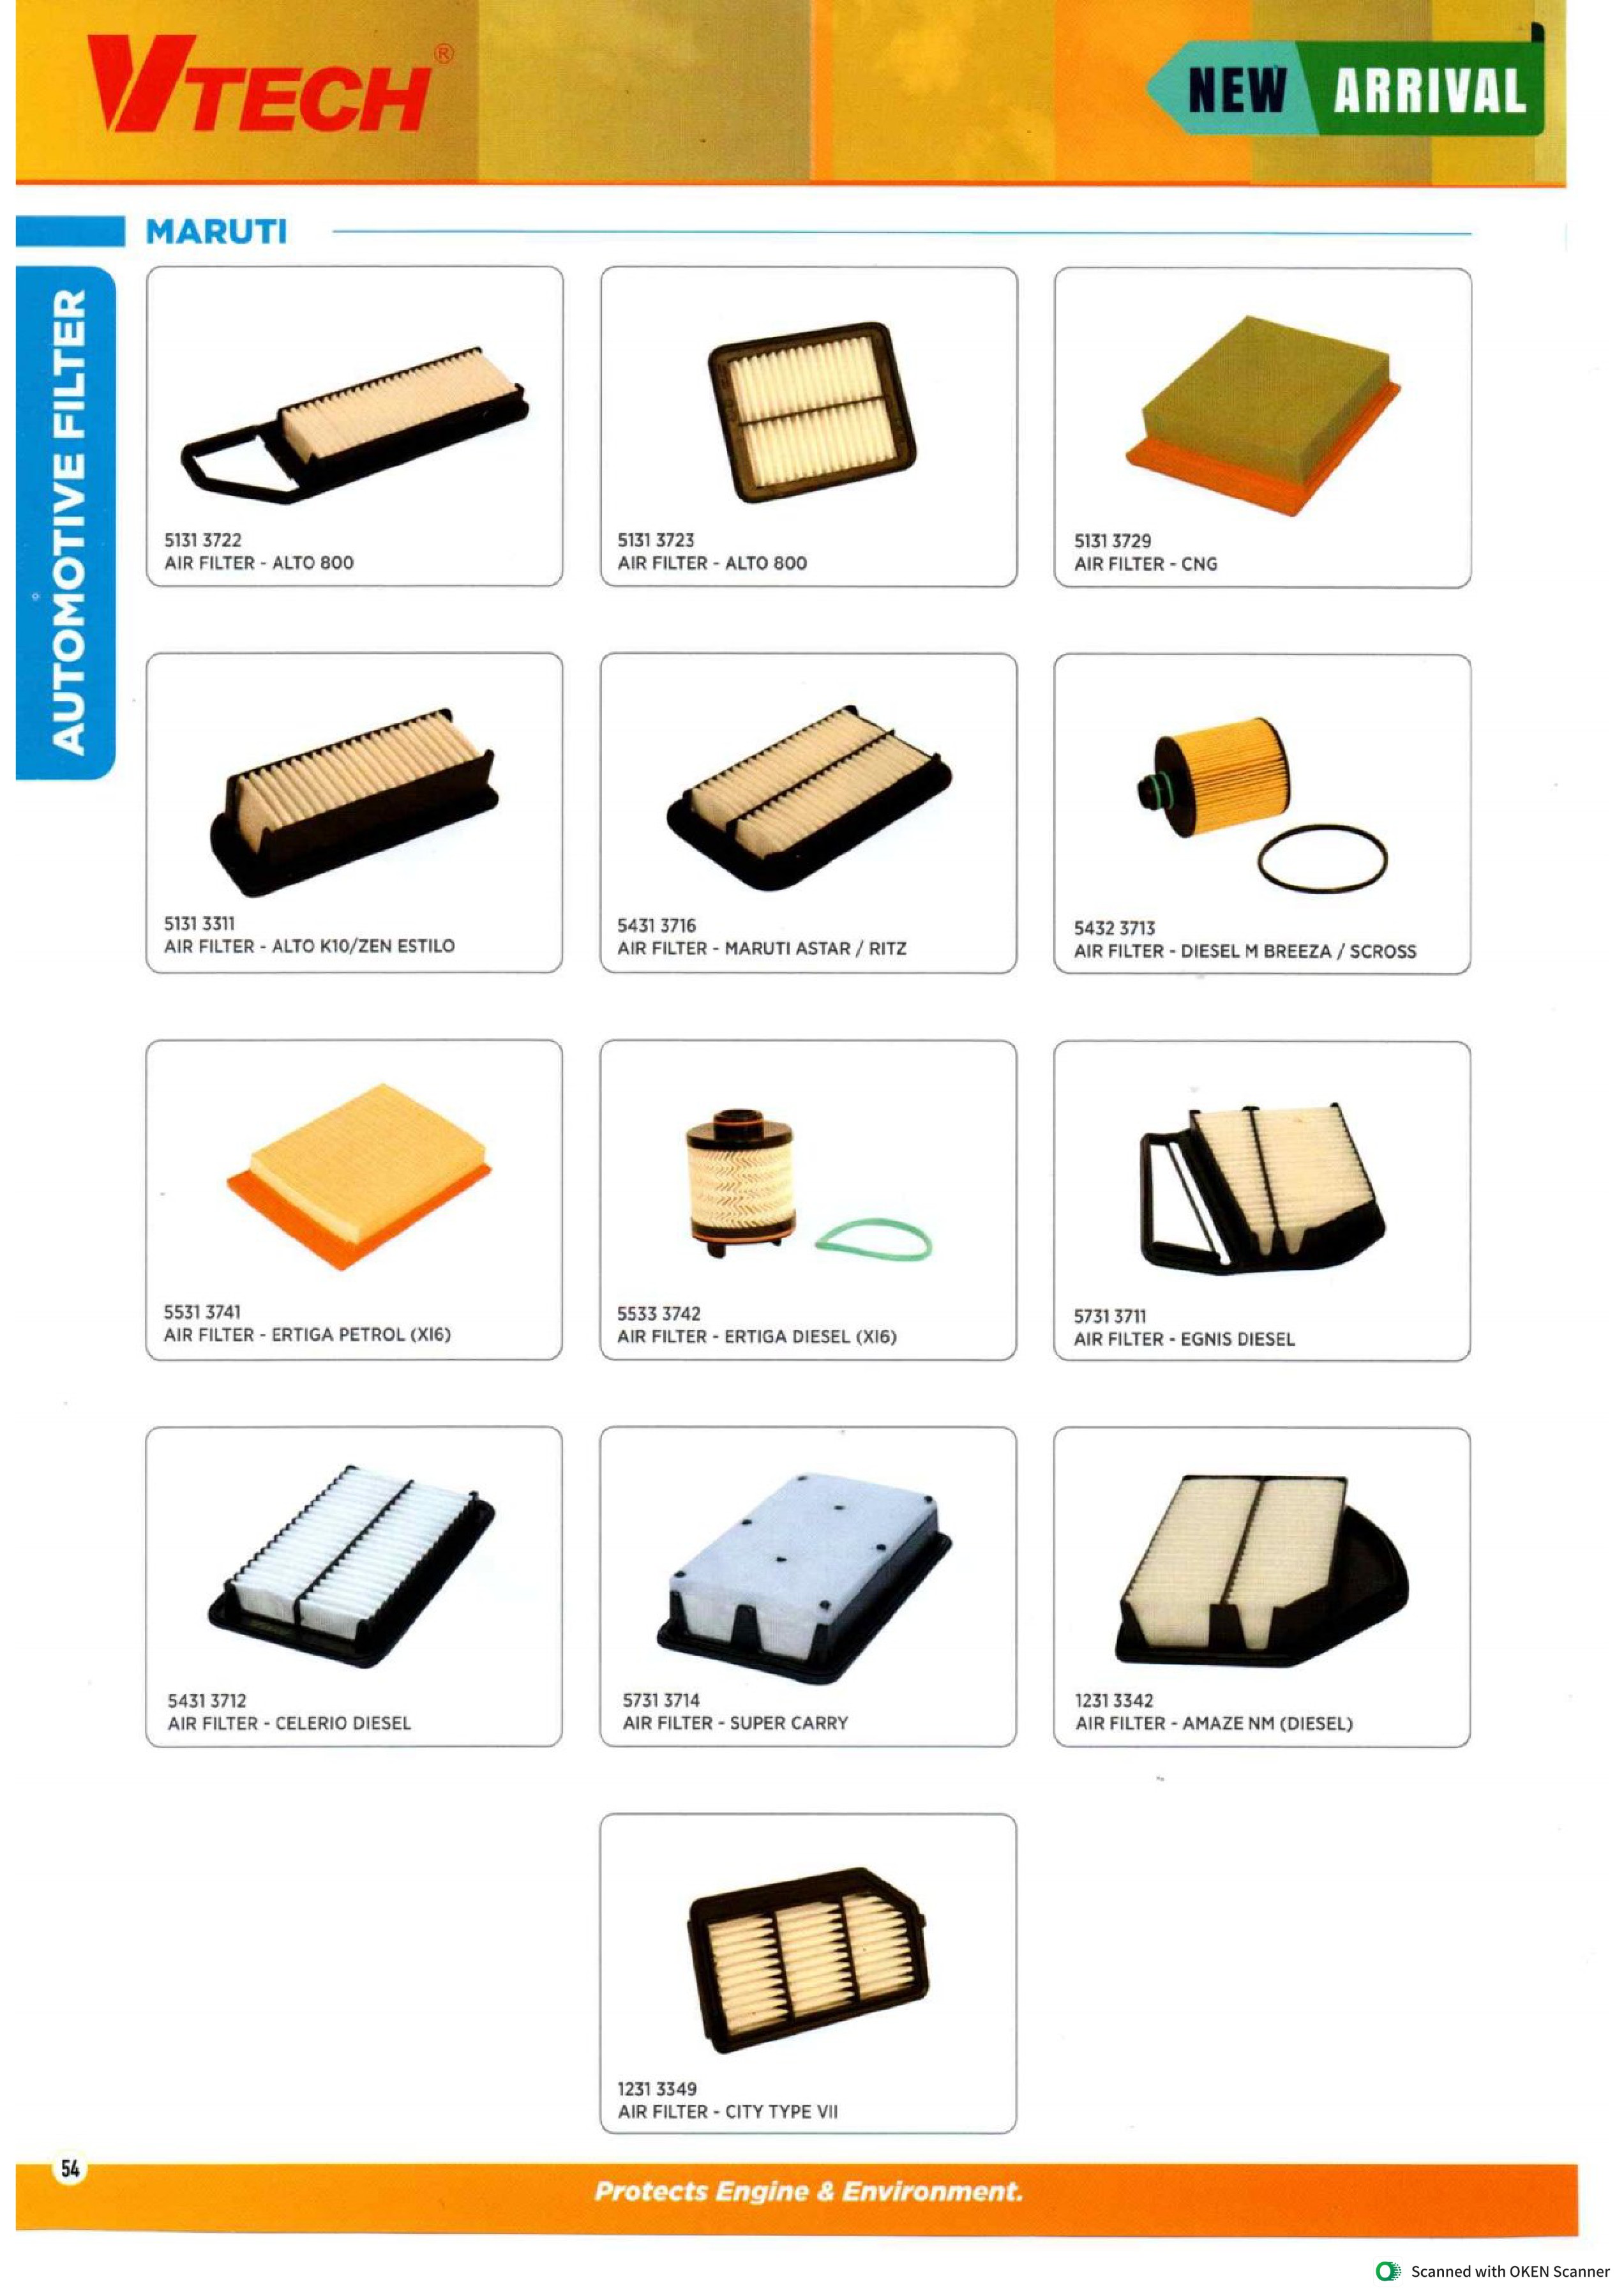 VTECH®
NEW ARRIVAL
MARUTI
AUTOMOTIVE FILTER
5131 3722
AIR FILTER - ALTO 800
5131 3723
AIR FILTER - ALTO 800
5131 3729
AIR FILTER - CNG
5131 3311
AIR FILTER - ALTO K10/ZEN ESTILO
5431 3716
AIR FILTER - MARUTI ASTAR / RITZ
5432 3713
AIR FILTER - DIESEL M BREEZA / SCROSS
5531 3741
AIR FILTER - ERTIGA PETROL (XI6)
5533 3742
AIR FILTER - ERTIGA DIESEL (XI6)
5731 3711
AIR FILTER - EGNIS DIESEL
5431 3712
AIR FILTER - CELERIO DIESEL
5731 3714
AIR FILTER - SUPER CARRY
1231 3342
AIR FILTER - AMAZE NM (DIESEL)
1231 3349
AIR FILTER - CITY TYPE VII
54
Protects Engine & Environment.
Scanned with OKEN Scanner